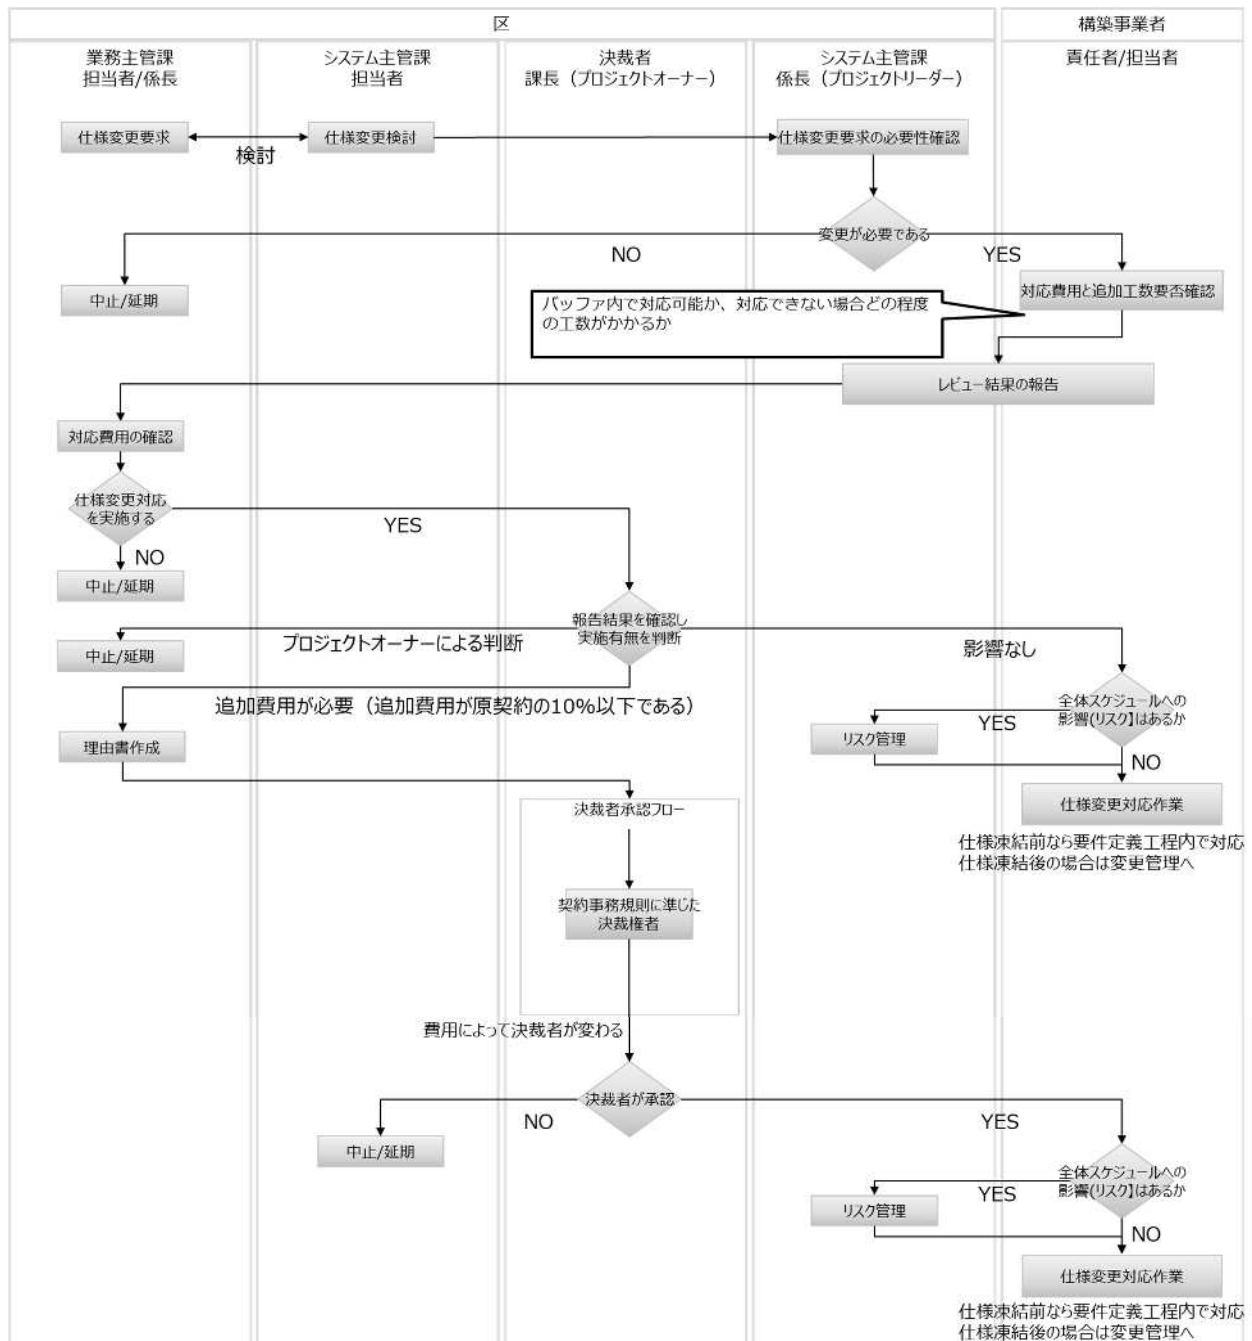 区
構築事業者
業務主管課
担当者/係長
システム主管課
担当者
決裁者
課長（プロジェクトオーナー）
システム主管課
係長（プロジェクトリーダー）
責任者/担当者
仕様変更要求
検討
仕様変更検討
仕様変更要求の必要性確認
変更が必要である
NO
YES
中止/延期
対応費用と追加工数要否確認
バッファ内で対応可能か、対応できない場合どの程度
の工数がかかるか
レビュー結果の報告
対応費用の確認
仕様変更対応
を実施する
YES
NO
中止/延期
報告結果を確認し
実施有無を判断
プロジェクトオーナーによる判断
影響なし
中止/延期
追加費用が必要（追加費用が原契約の10%以下である）
全体スケジュールへの
影響(リスク】はあるか
YES
リスク管理
NO
理由書作成
仕様変更対応作業
仕様凍結前なら要件定義工程内で対応
仕様凍結後の場合は変更管理へ
決裁者承認フロー
契約事務規則に準じた
決裁権者
費用によって決裁者が変わる
決裁者が承認
NO
YES
中止/延期
全体スケジュールへの
影響(リスク】はあるか
YES
リスク管理
NO
仕様変更対応作業
仕様凍結前なら要件定義工程内で対応
仕様凍結後の場合は変更管理へ